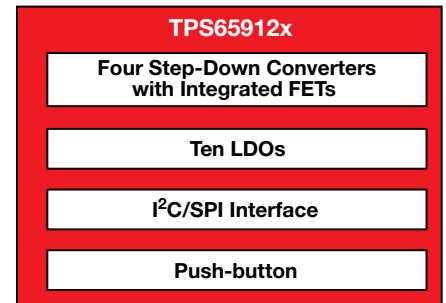 TPS65912x
Four Step-Down Converters
with Integrated FETs
Ten LDOs
I²C/SPI Interface
Push-button